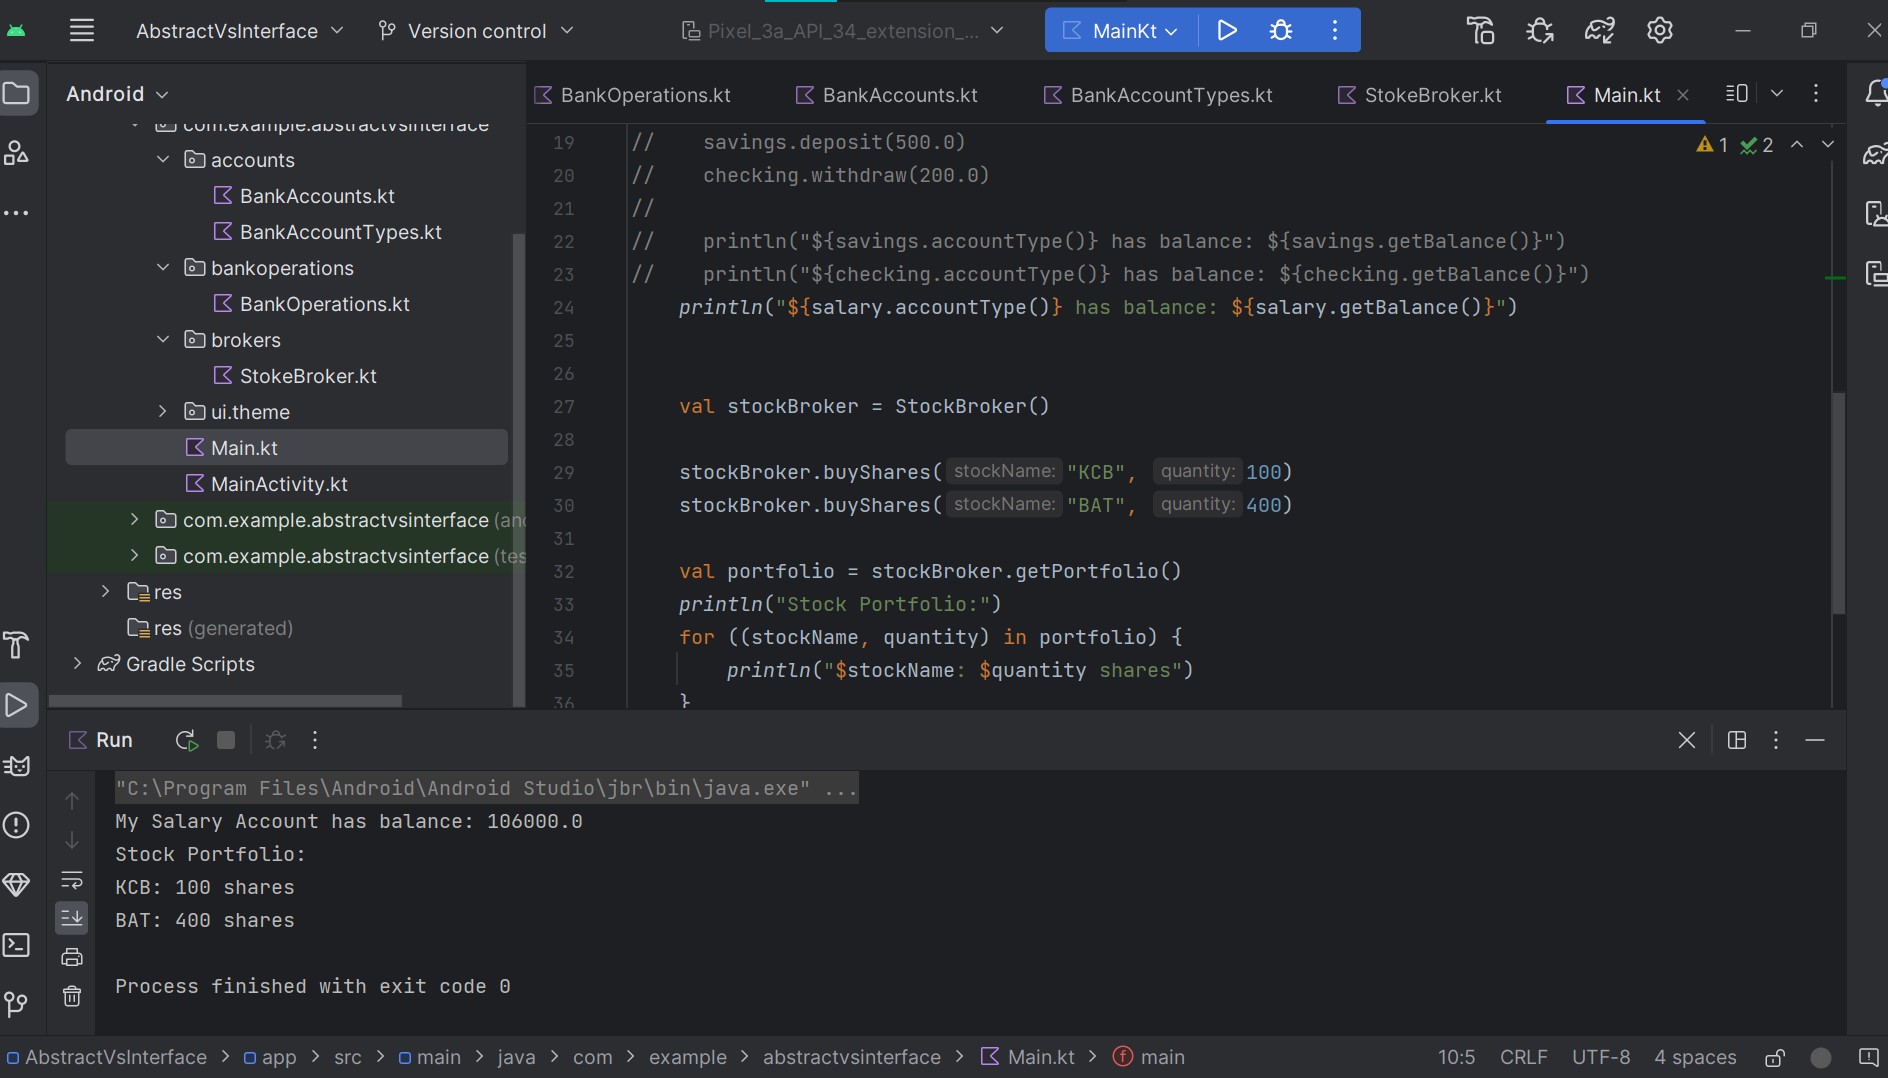 AbstractVsInterface
Version control
Pixel_3a_API_34_extension_...
MainKt
Android
com.example.abstractvsinterface
accounts
BankAccounts.kt
BankAccountTypes.kt
bankoperations
BankOperations.kt
brokers
StokeBroker.kt
ui.theme
Main.kt
MainActivity.kt
com.example.abstractvsinterface (and
com.example.abstractvsinterface (tes
res
res (generated)
Gradle Scripts
BankOperations.kt BankAccounts.kt BankAccountTypes.kt StokeBroker.kt Main.kt
1 2
19 //    savings.deposit(500.0)
20 //    checking.withdraw(200.0)
21 //
22 //    println("${savings.accountType()} has balance: ${savings.getBalance()}")
23 //    println("${checking.accountType()} has balance: ${checking.getBalance()}")
24 println("${salary.accountType()} has balance: ${salary.getBalance()}")
25
26
27 val stockBroker = StockBroker()
28
29 stockBroker.buyShares( stockName: "KCB", quantity: 100)
30 stockBroker.buyShares( stockName: "BAT", quantity: 400)
31
32 val portfolio = stockBroker.getPortfolio()
33 println("Stock Portfolio:")
34 for ((stockName, quantity) in portfolio) {
35 println("$stockName: $quantity shares")
36 }
Run
"C:\Program Files\Android\Android Studio\jbr\bin\java.exe" ...
My Salary Account has balance: 106000.0
Stock Portfolio:
KCB: 100 shares
BAT: 400 shares
Process finished with exit code 0
AbstractVsInterface > app > src > main > java > com > example > abstractvsinterface > Main.kt > main
10:5 CRLF UTF-8 4 spaces